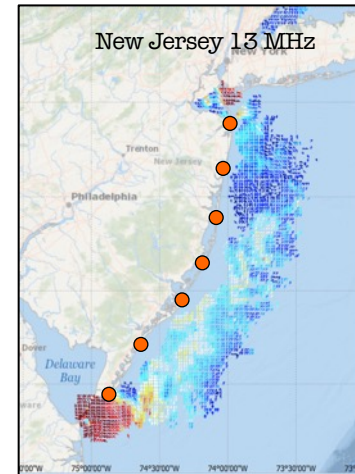 New Jersey 13 MHz
New York
Trenton
New Jersey
Philadelphia
Dover
Delaware
Bay
75°00'00"W 74°30'00"W 74°00'00"W 73°30'00"W